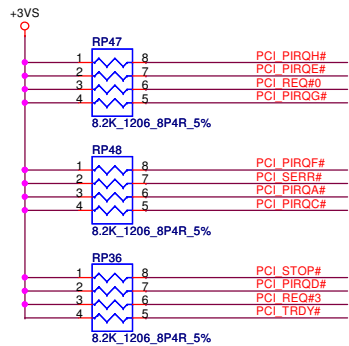 +3VS
RP47
1 8 PCI_PIRQH#
2 7 PCI_PIRQE#
3 6 PCI_REQ#0
4 5 PCI_PIRQG#
8.2K_1206_8P4R_5%
RP48
1 8 PCI_PIRQF#
2 7 PCI_SERR#
3 6 PCI_PIRQA#
4 5 PCI_PIRQC#
8.2K_1206_8P4R_5%
RP36
1 8 PCI_STOP#
2 7 PCI_PIRQD#
3 6 PCI_REQ#3
4 5 PCI_TRDY#
8.2K_1206_8P4R_5%